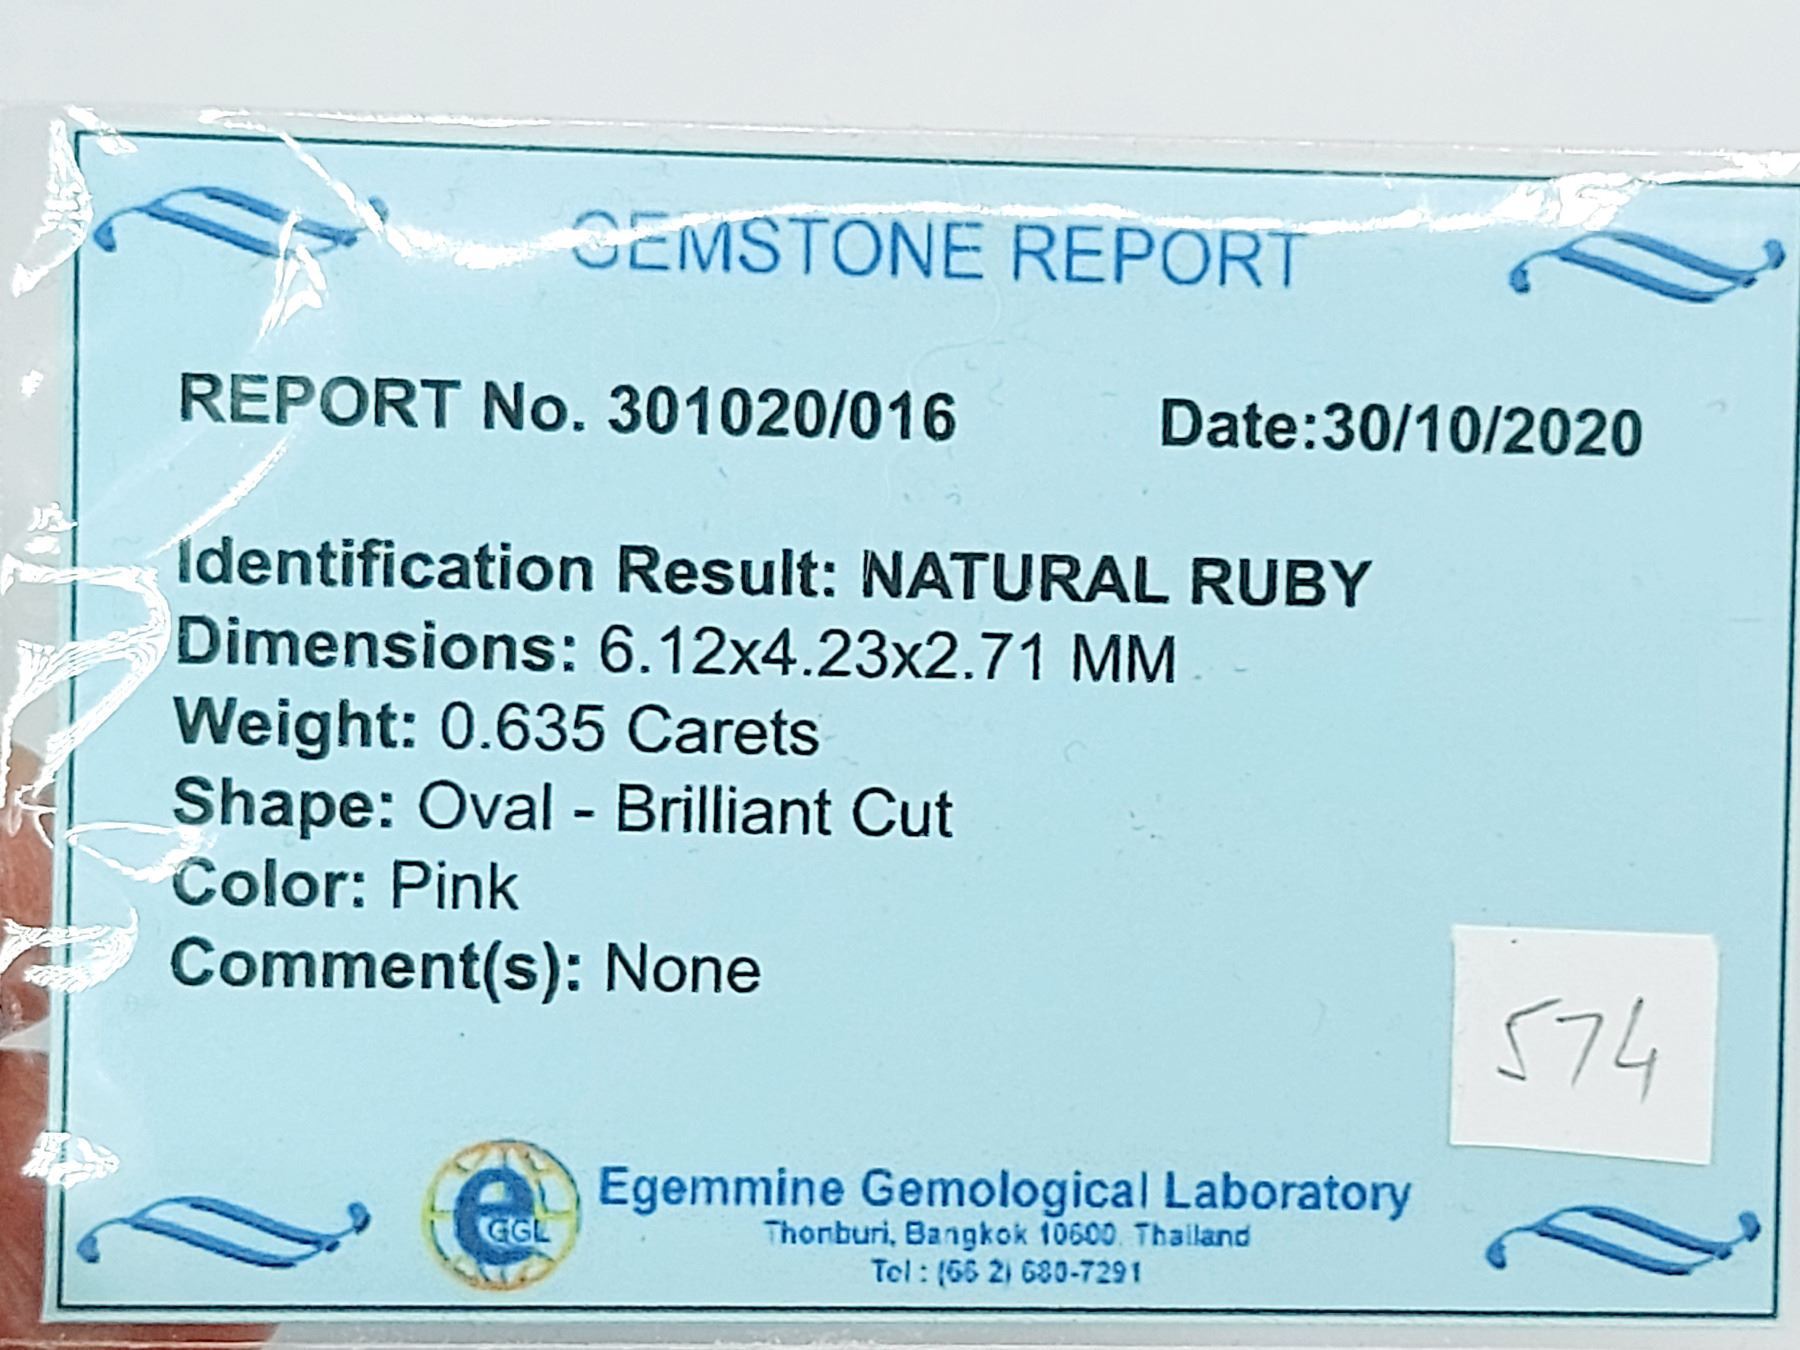 GEMSTONE REPORT
REPORT No. 301020/016 Date:30/10/2020
Identification Result: NATURAL RUBY
Dimensions: 6.12x4.23x2.71 MM
Weight: 0.635 Carets
Shape: Oval - Brilliant Cut
Color: Pink
Comment(s): None
574
e GGL
Egemmine Gemological Laboratory
Thonburi, Bangkok 10600. Thailand
Tel : (66 2) 680-7291